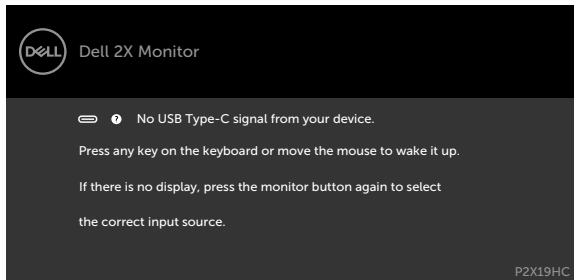 DELL Dell 2X Monitor
? No USB Type-C signal from your device.
Press any key on the keyboard or move the mouse to wake it up.
If there is no display, press the monitor button again to select
the correct input source.
P2X19HC